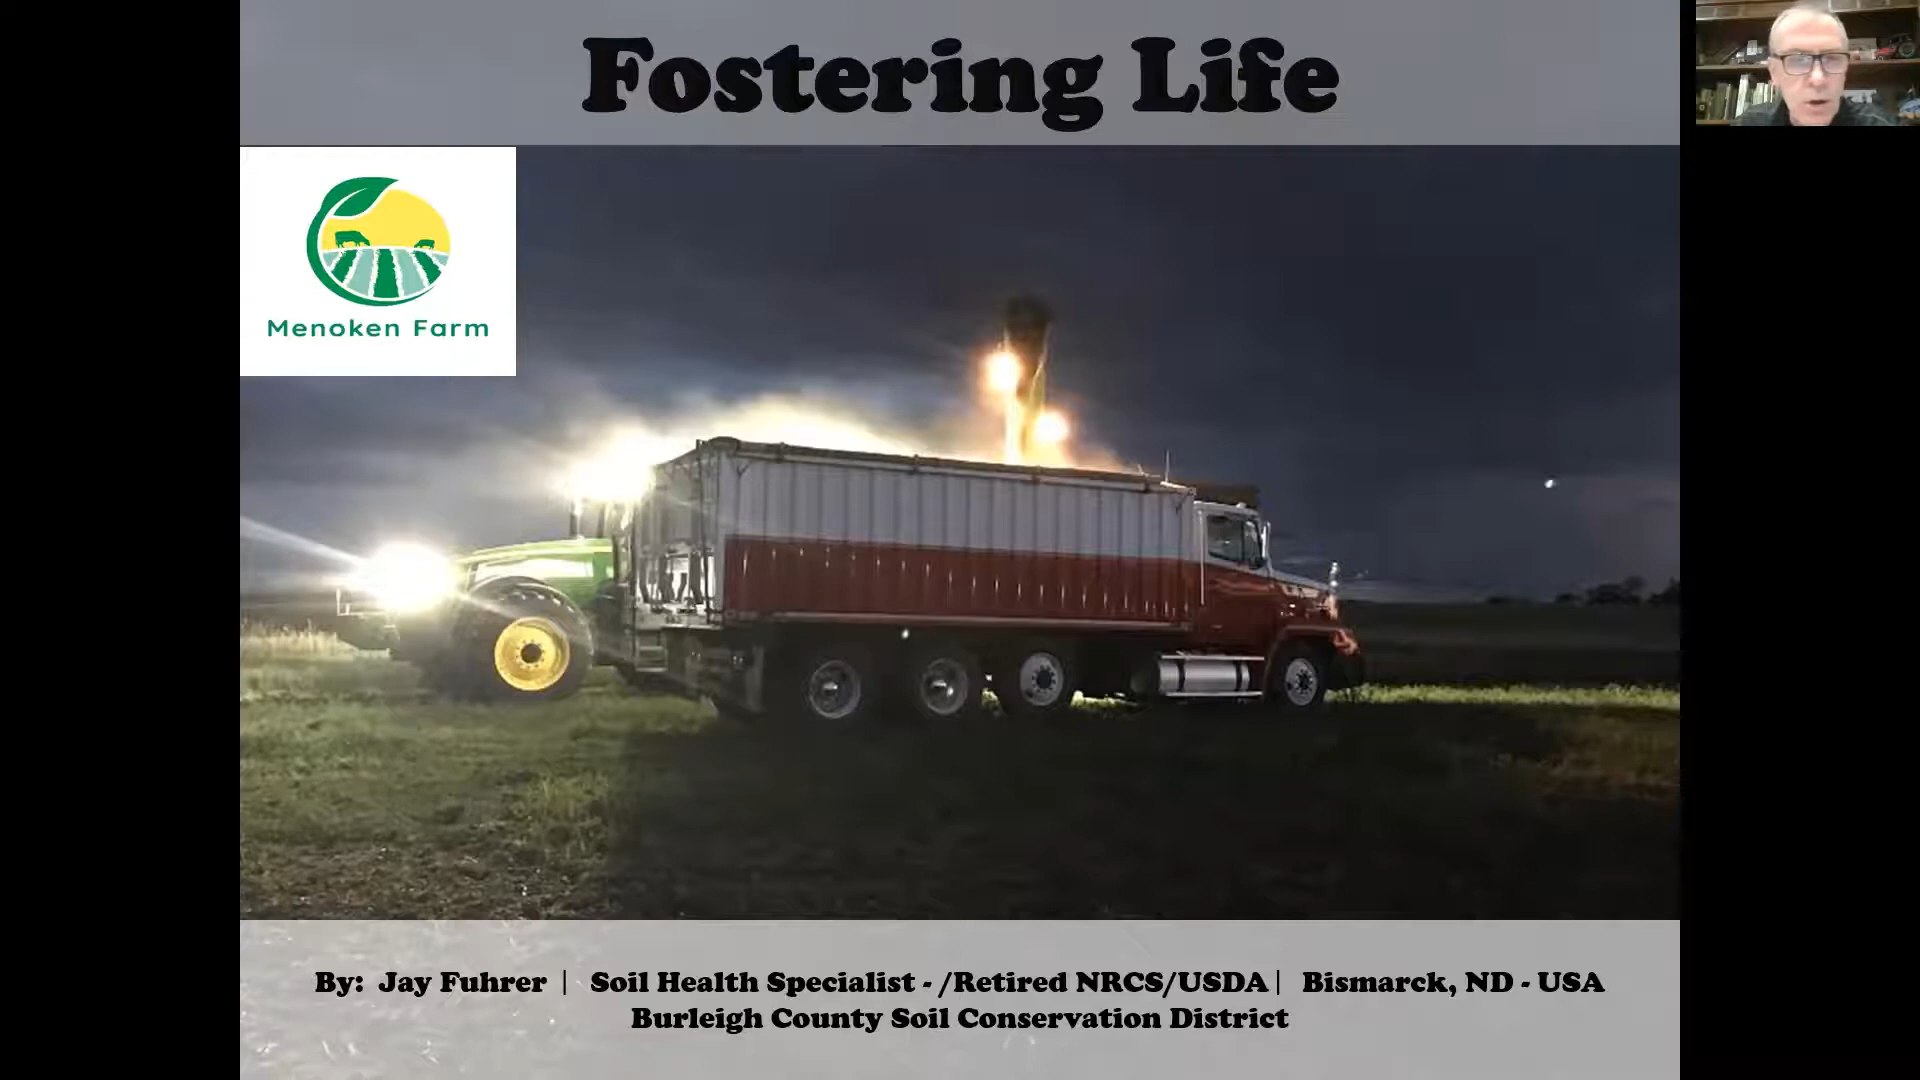 Fostering Life
Menoken Farm
By: Jay Fuhrer | Soil Health Specialist - /Retired NRCS/USDA | Bismarck, ND - USA
Burleigh County Soil Conservation District